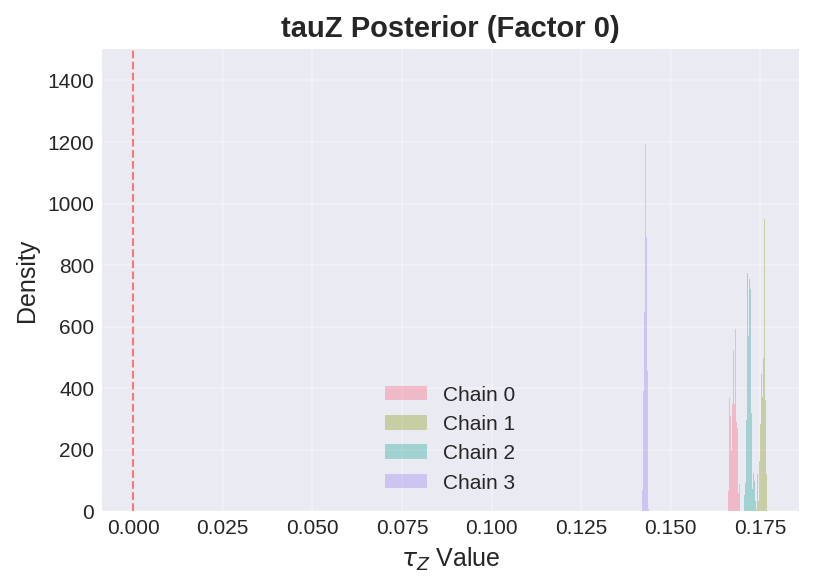 tauZ Posterior (Factor 0)
1400
1200
1000
800
600
400
200
0
Density
Chain 0
Chain 1
Chain 2
Chain 3
0.000 0.025 0.050 0.075 0.100 0.125 0.150 0.175
τ_Z Value